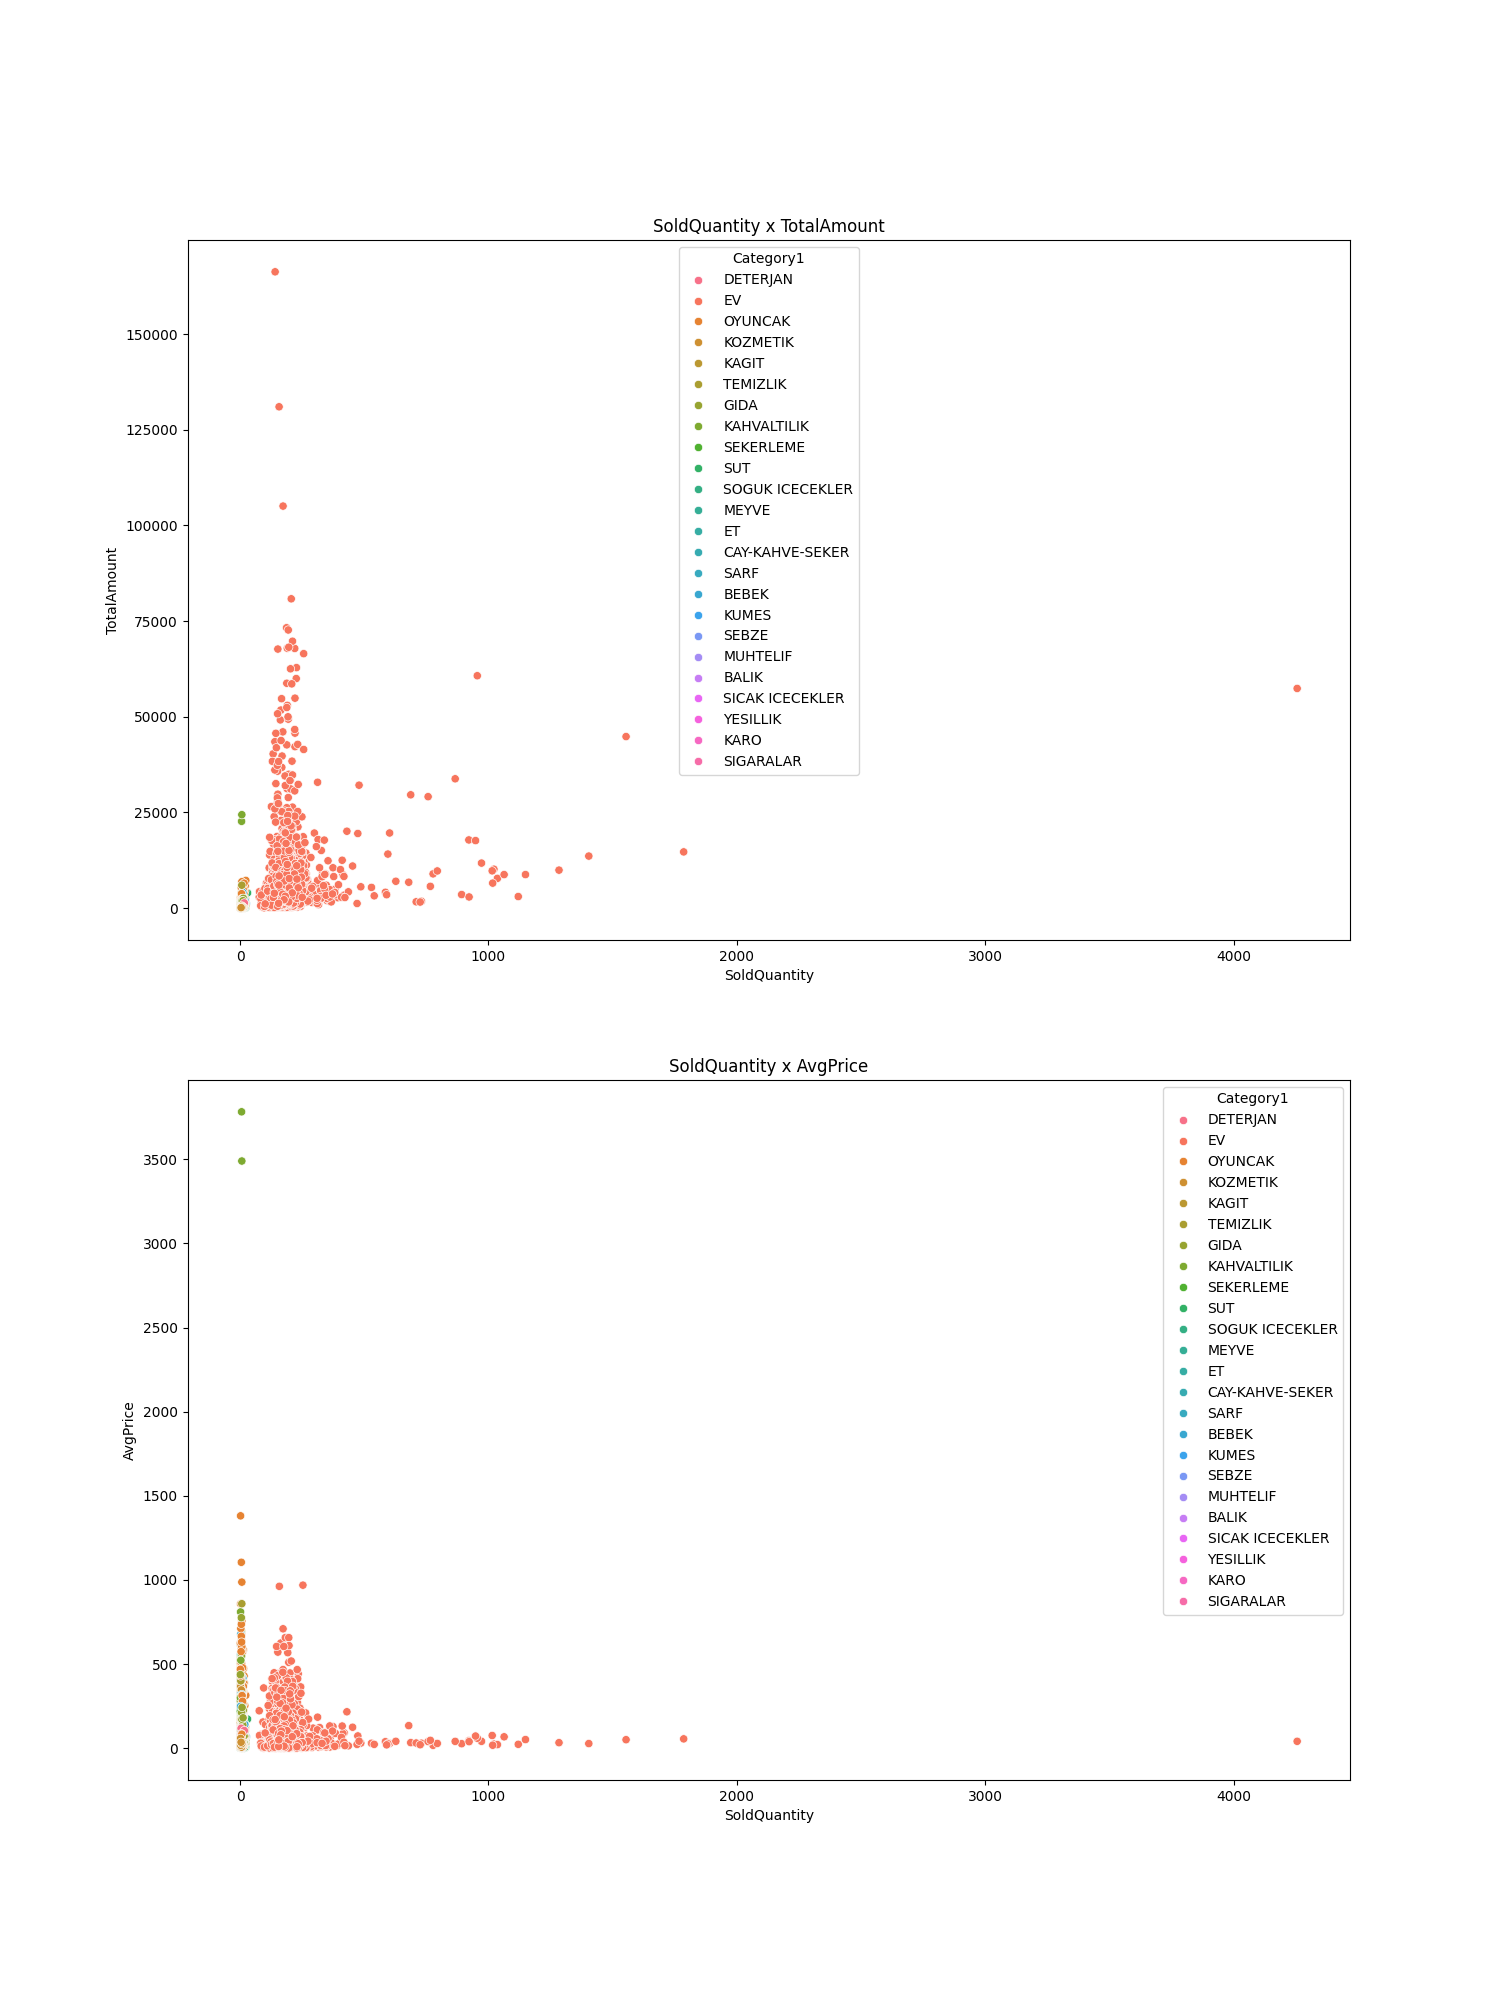 SoldQuantity x TotalAmount
Category1
DETERJAN
EV
OYUNCAK
KOZMETIK
KAGIT
TEMIZLIK
GIDA
KAHVALTILIK
SEKERLEME
SUT
SOGUK ICECEKLER
MEYVE
ET
CAY-KAHVE-SEKER
SARF
BEBEK
KUMES
SEBZE
MUHTELIF
BALIK
SICAK ICECEKLER
YESILLIK
KARO
SIGARALAR
150000
125000
100000
75000
50000
25000
0
TotalAmount
0 1000 2000 3000 4000
SoldQuantity
SoldQuantity x AvgPrice
Category1
DETERJAN
EV
OYUNCAK
KOZMETIK
KAGIT
TEMIZLIK
GIDA
KAHVALTILIK
SEKERLEME
SUT
SOGUK ICECEKLER
MEYVE
ET
CAY-KAHVE-SEKER
SARF
BEBEK
KUMES
SEBZE
MUHTELIF
BALIK
SICAK ICECEKLER
YESILLIK
KARO
SIGARALAR
3500
3000
2500
2000
1500
1000
500
0
AvgPrice
0 1000 2000 3000 4000
SoldQuantity